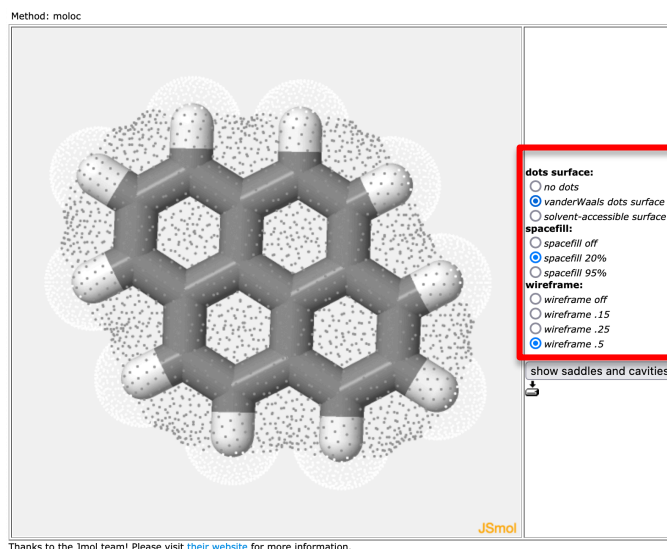 Method: moloc
dots surface:
no dots
vanderWaals dots surface
solvent-accessible surface
spacefill:
spacefill off
spacefill 20%
spacefill 95%
wireframe:
wireframe off
wireframe .15
wireframe .25
wireframe .5
show saddles and cavities
JSmol
Thanks to the Jmol team! Please visit their website for more information.